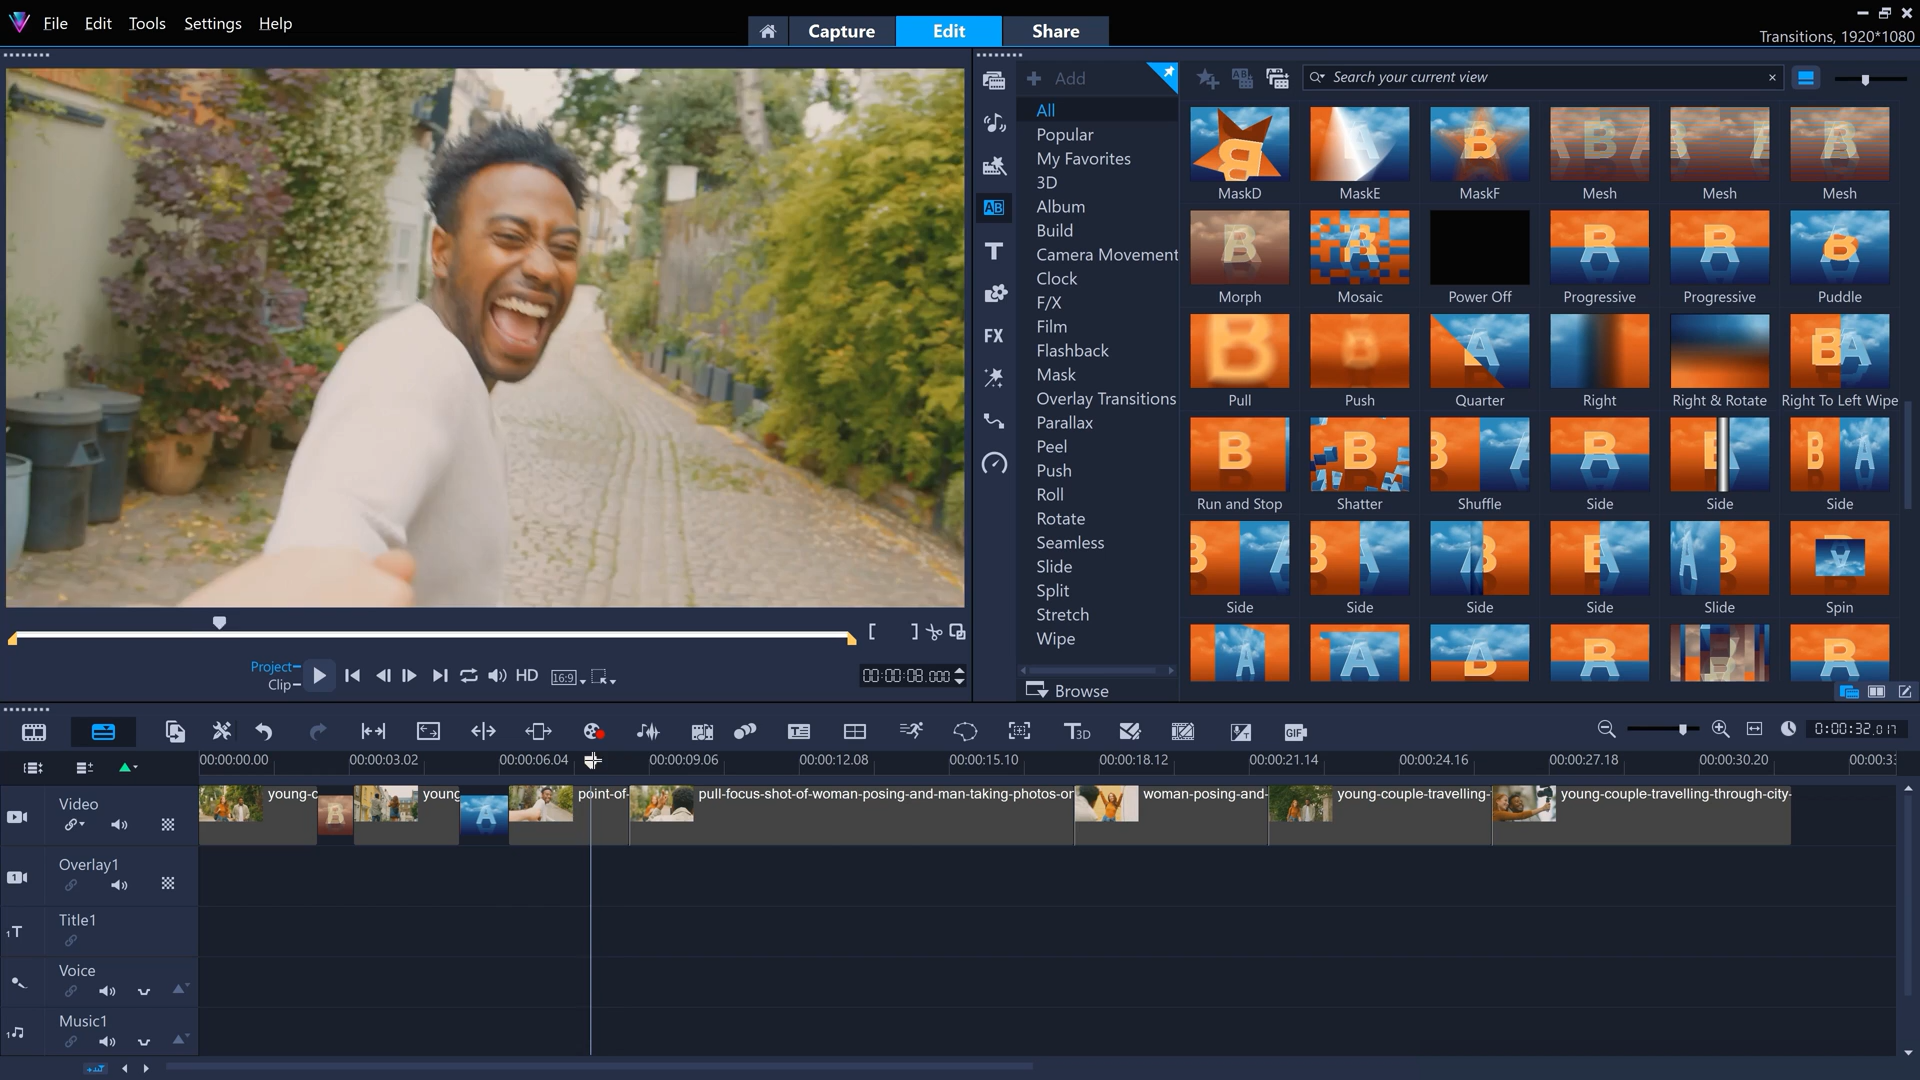 File Edit Tools Settings Help
Capture Edit Share
Transitions, 1920*1080
Add
Search your current view
All
Popular
My Favorites
3D
Album
Build
Camera Movement
Clock
F/X
Film
Flashback
Mask
Overlay Transitions
Parallax
Peel
Push
Roll
Rotate
Seamless
Slide
Split
Stretch
Wipe
Browse
AB
T
FX
MaskD MaskE MaskF Mesh Mesh Mesh
Morph Mosaic Power Off Progressive Progressive Puddle
Pull Push Quarter Right Right & Rotate Right To Left Wipe
Run and Stop Shatter Shuffle Side Side Side
Side Side Side Side Slide Spin
Project
Clip
HD
16:9
00:00:08.000
T3D
GIF
0:00:32.017
00:00:00.00 00:00:03.02 00:00:06.04 00:00:09.06 00:00:12.08 00:00:15.10 00:00:18.12 00:00:21.14 00:00:24.16 00:00:27.18 00:00:30.20 00:00:33
Video
young-c young point-of- pull-focus-shot-of-woman-posing-and-man-taking-photos-or woman-posing-and- young-couple-travelling- young-couple-travelling-through-city-
Overlay1
Title1
Voice
Music1